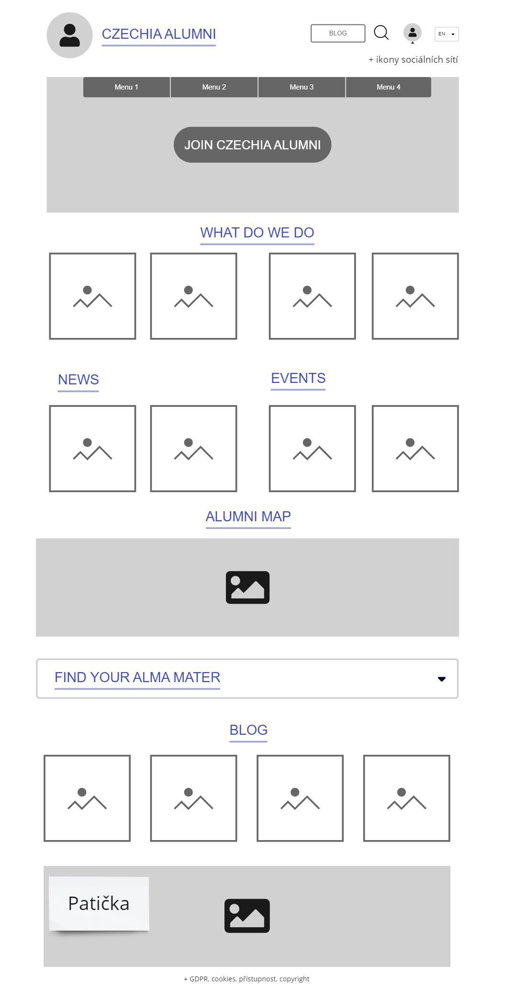 CZECHIA ALUMNI
BLOG
EN
+ ikony sociálních sítí
Menu 1
Menu 2
Menu 3
Menu 4
JOIN CZECHIA ALUMNI
WHAT DO WE DO
NEWS
EVENTS
ALUMNI MAP
FIND YOUR ALMA MATER
BLOG
Patička
+ GDPR, cookies, přístupnost, copyright